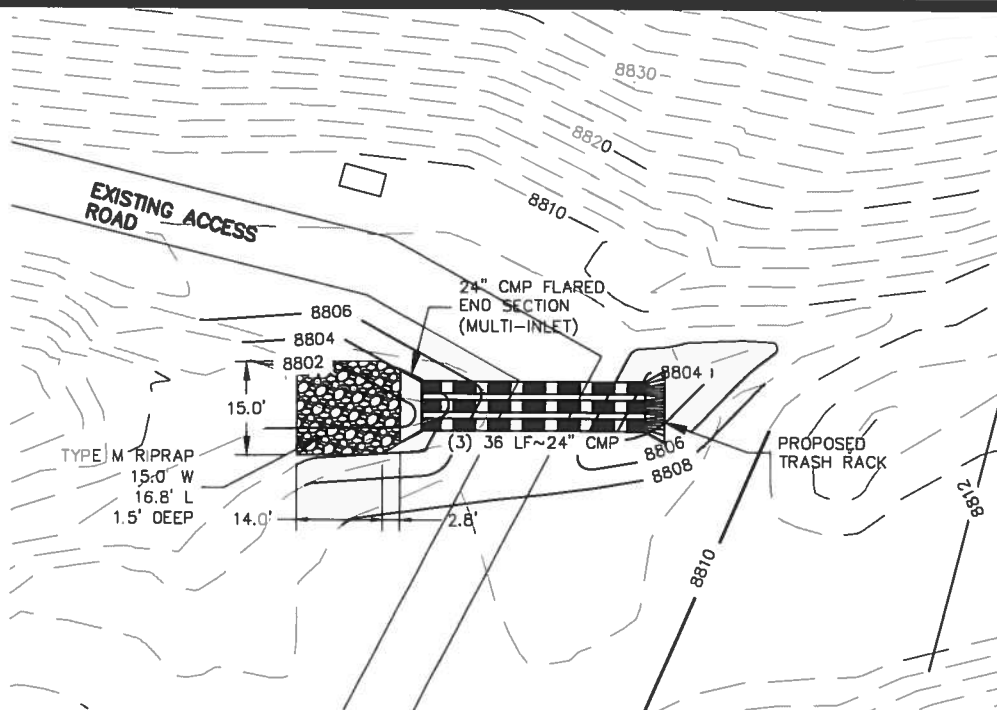 8830
8820
8810
EXISTING ACCESS
ROAD
24" CMP FLARED
END SECTION
(MULTI-INLET)
8806
8804
8802
8804
15.0'
(3) 36 LF~24" CMP
8806
8808
PROPOSED
TRASH RACK
TYPE M RIPRAP
15.0' W
16.8' L
1.5' DEEP
14.0'
2.8'
8810
8812